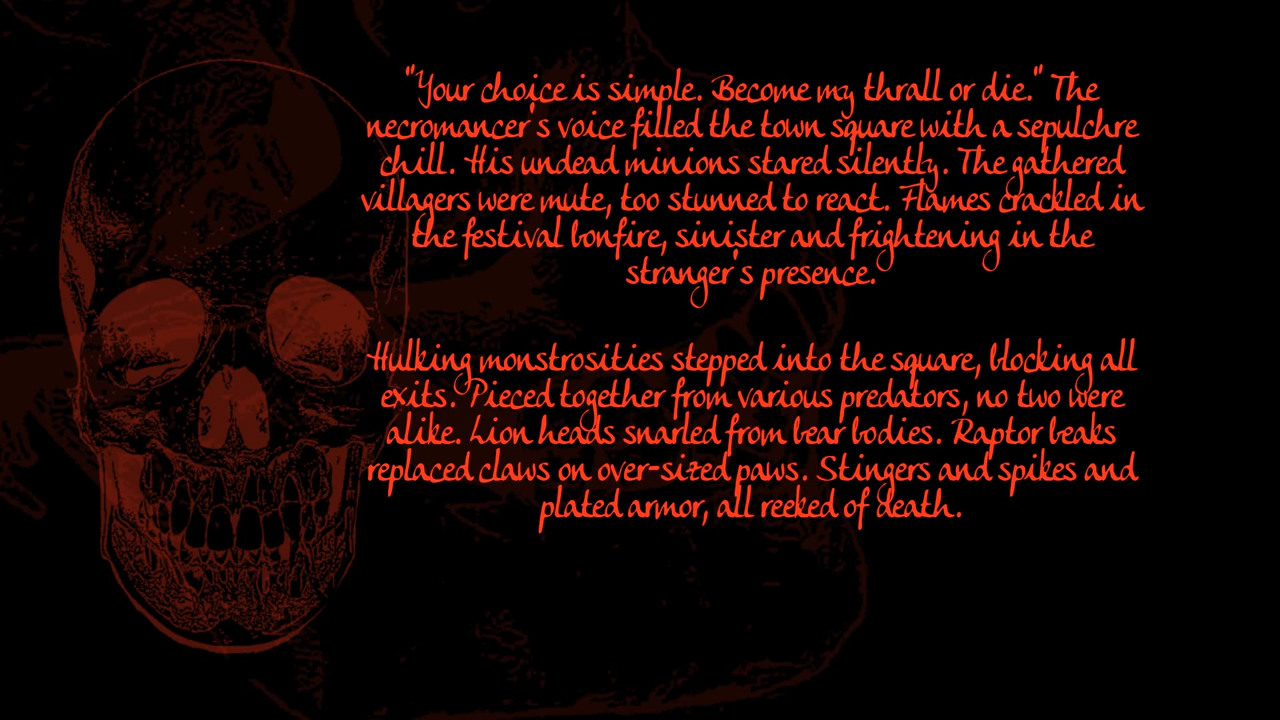 "Your choice is simple. Become my thrall or die." The
necromancer's voice filled the town square with a sepulchre
chill. His undead minions stared silently. The gathered
villagers were mute, too stunned to react. Flames crackled in
the festival bonfire, sinister and frightening in the
stranger's presence.
Hulking monstrosities stepped into the square, blocking all
exits. Pieced together from various predators, no two were
alike. Lion heads snarled from bear bodies. Raptor beaks
replaced claws on over-sized paws. Stingers and spikes and
plated armor, all reeked of death.